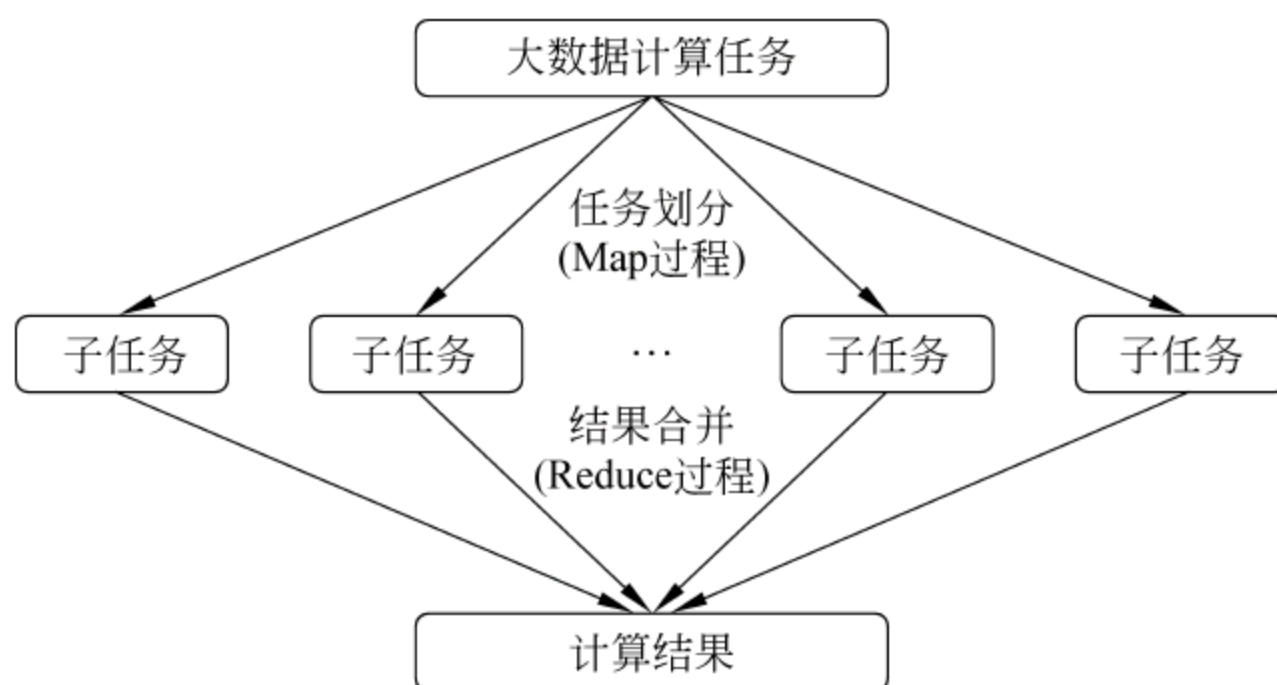 大数据计算任务
任务划分
(Map过程)
子任务
子任务
…
子任务
子任务
结果合并
(Reduce过程)
计算结果